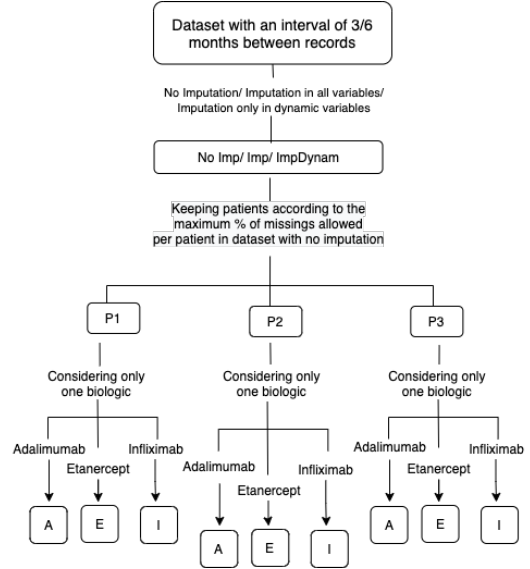 Dataset with an interval of 3/6
months between records
No Imputation/ Imputation in all variables/
Imputation only in dynamic variables
No Imp/ Imp/ ImpDynam
Keeping patients according to the
maximum % of missings allowed
per patient in dataset with no imputation
P1
P2
P3
Considering only
one biologic
Considering only
one biologic
Considering only
one biologic
Adalimumab
Etanercept
Infliximab
Adalimumab
Etanercept
Infliximab
Adalimumab
Etanercept
Infliximab
A
E
I
A
E
I
A
E
I